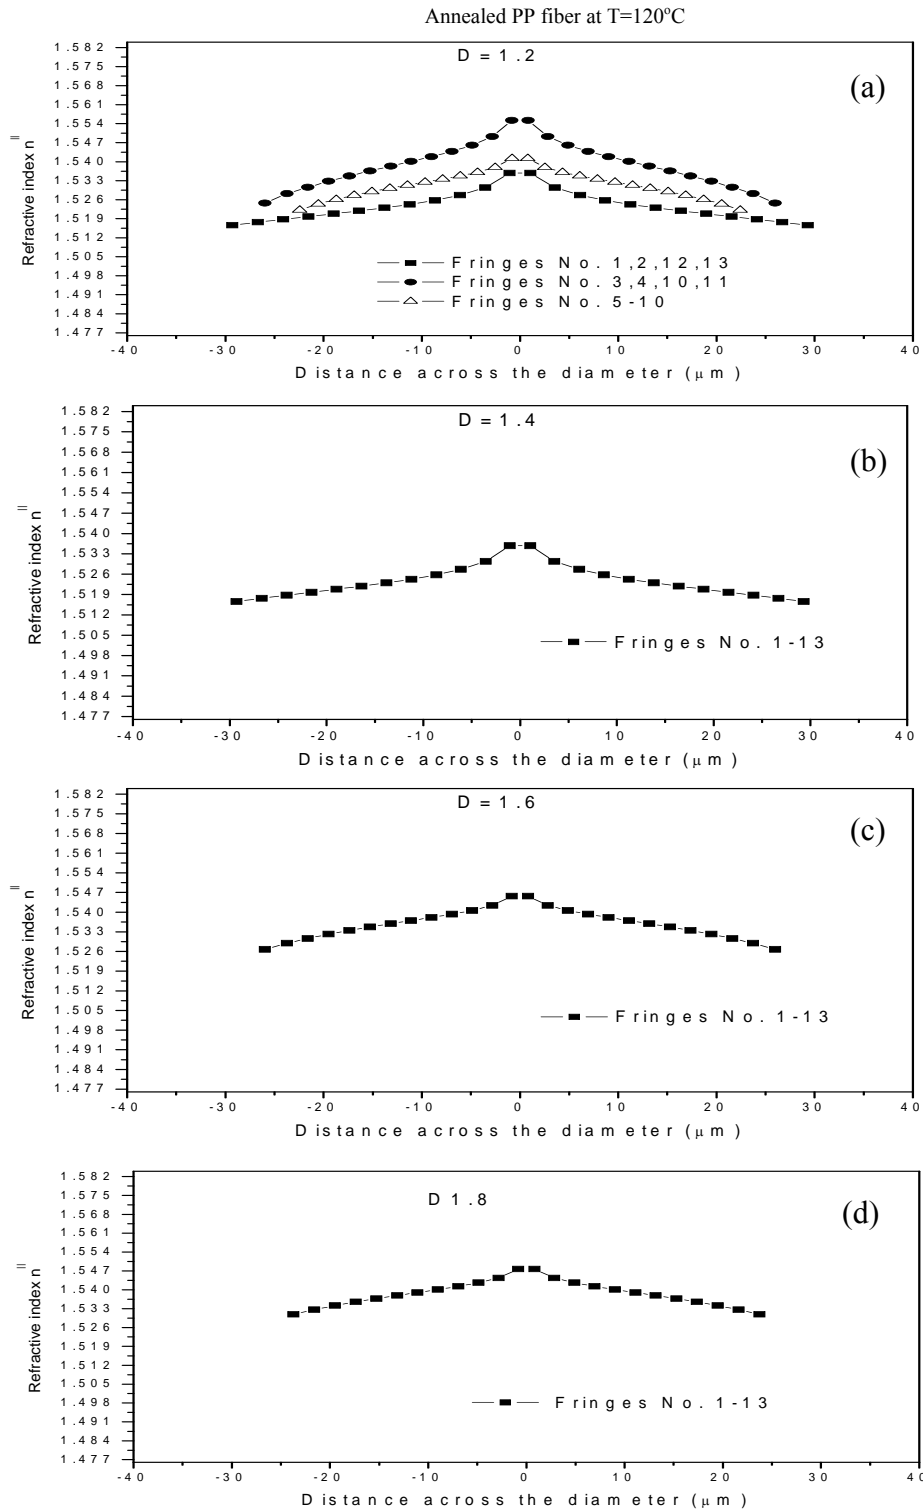 Annealed PP fiber at T=120°C
D = 1.2
(a)
1.582
1.575
1.568
1.561
1.554
1.547
1.540
1.533
1.526
1.519
1.512
1.505
1.498
1.491
1.484
1.477
Refractive index n||
Fringes No. 1,2,12,13
Fringes No. 3,4,10,11
Fringes No. 5-10
-40 -30 -20 -10 0 10 20 30 40
Distance across the diameter (μm)
D = 1.4
(b)
1.582
1.575
1.568
1.561
1.554
1.547
1.540
1.533
1.526
1.519
1.512
1.505
1.498
1.491
1.484
1.477
Refractive index n||
Fringes No. 1-13
-40 -30 -20 -10 0 10 20 30 40
Distance across the diameter (μm)
D = 1.6
(c)
1.582
1.575
1.568
1.561
1.554
1.547
1.540
1.533
1.526
1.519
1.512
1.505
1.498
1.491
1.484
1.477
Refractive index n||
Fringes No. 1-13
-40 -30 -20 -10 0 10 20 30 40
Distance across the diameter (μm)
D 1.8
(d)
1.582
1.575
1.568
1.561
1.554
1.547
1.540
1.533
1.526
1.519
1.512
1.505
1.498
1.491
1.484
1.477
Refractive index n||
Fringes No. 1-13
-40 -30 -20 -10 0 10 20 30 40
Distance across the diameter (μm)